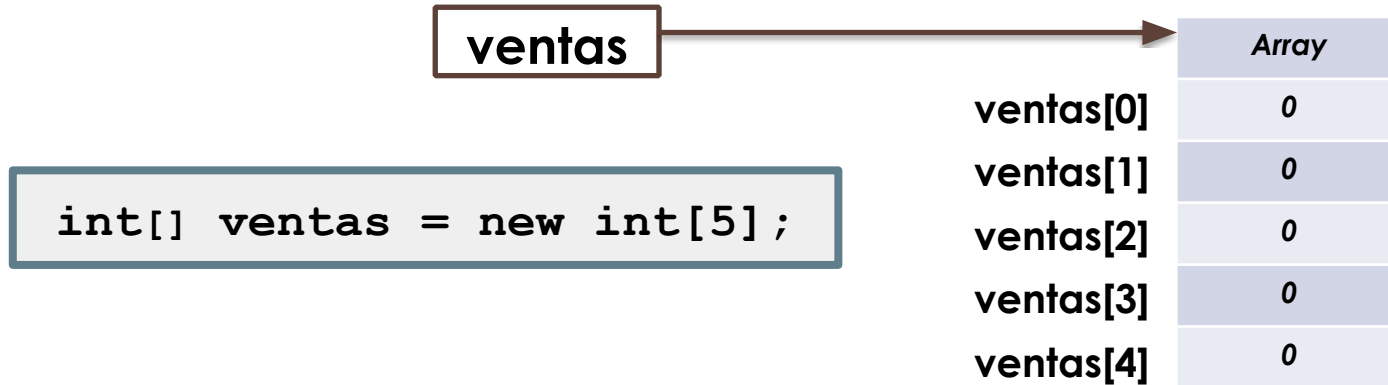 ventas
Array
ventas[0] 0
ventas[1] 0
int[] ventas = new int[5];
ventas[2] 0
ventas[3] 0
ventas[4] 0